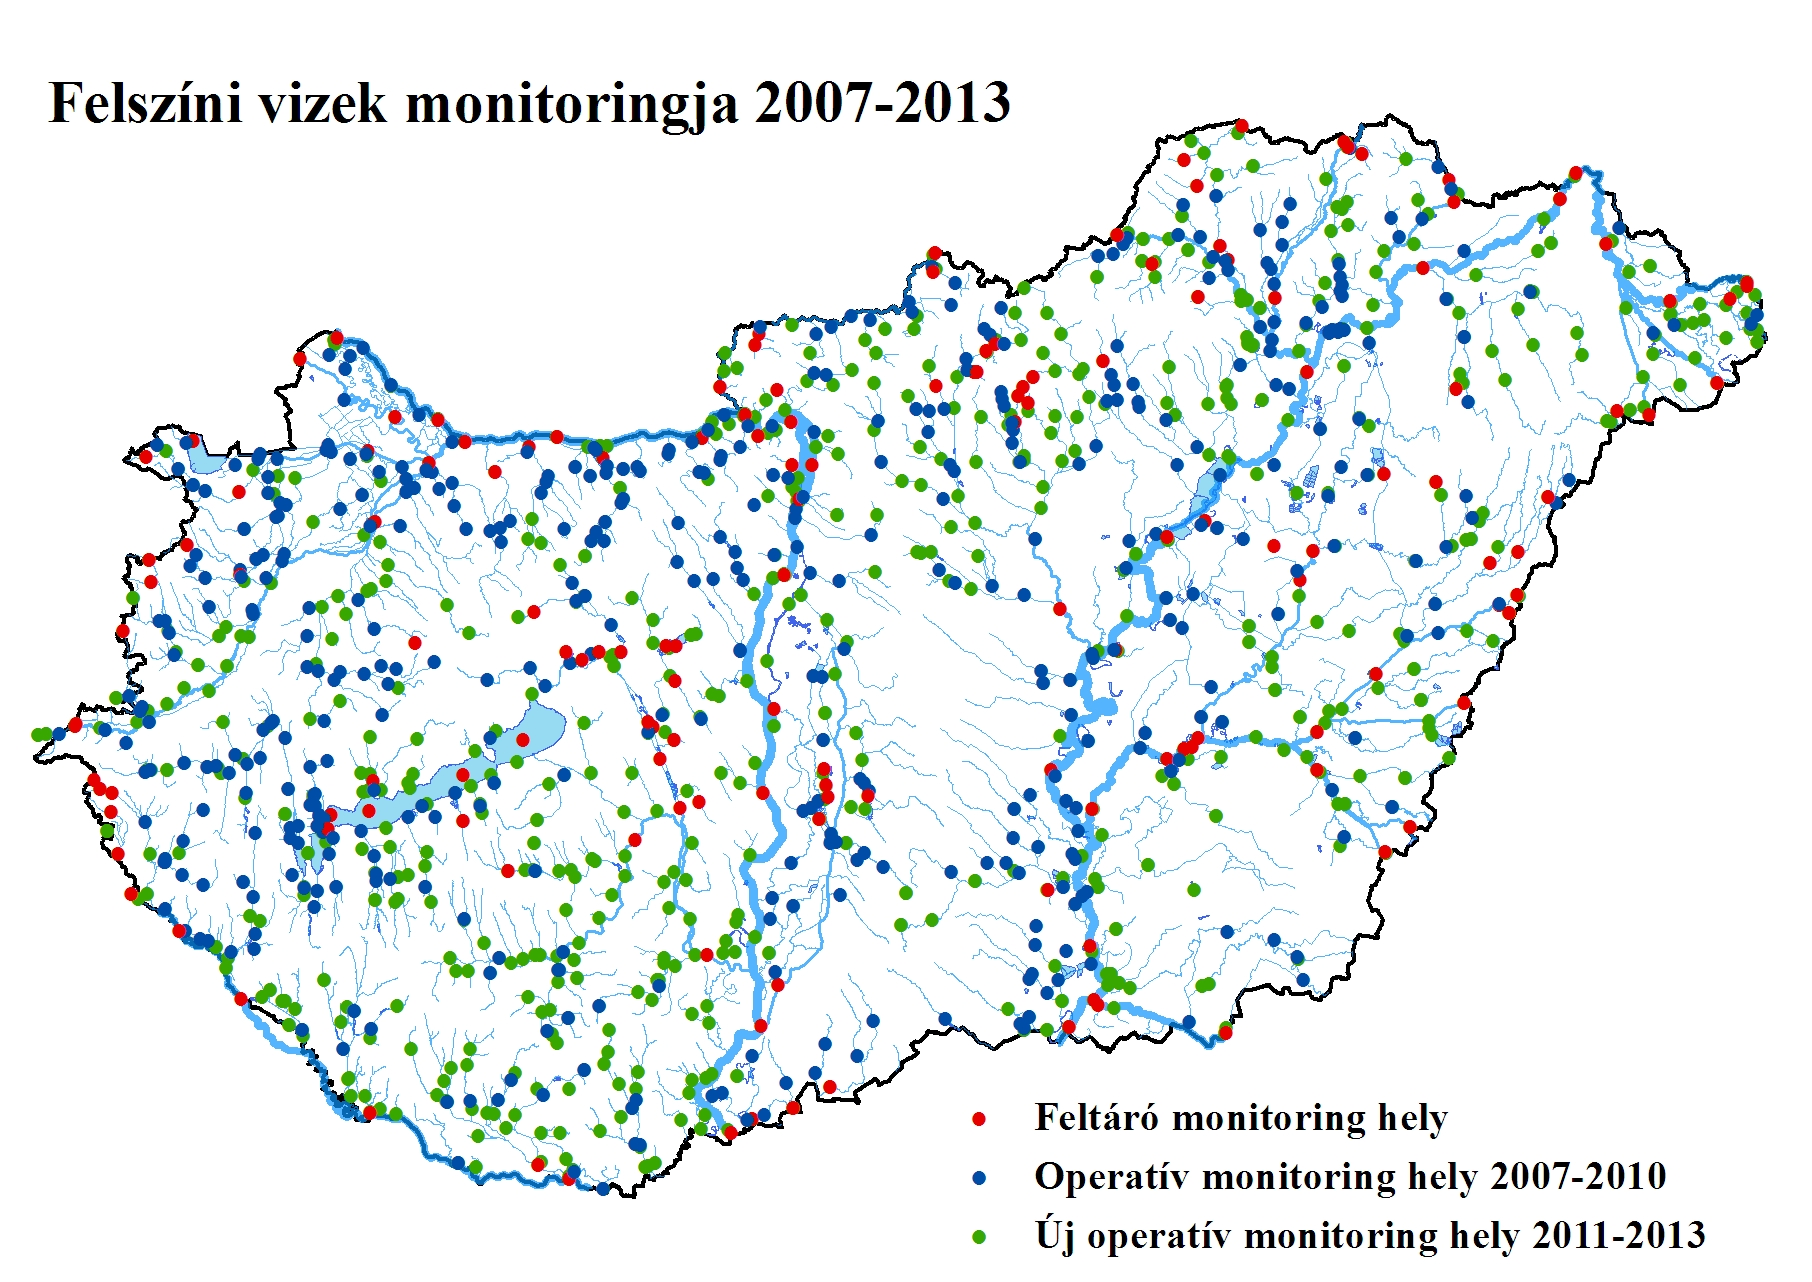 Felszíni vizek monitoringja 2007-2013
Feltáró monitoring hely
Operatív monitoring hely 2007-2010
Új operatív monitoring hely 2011-2013